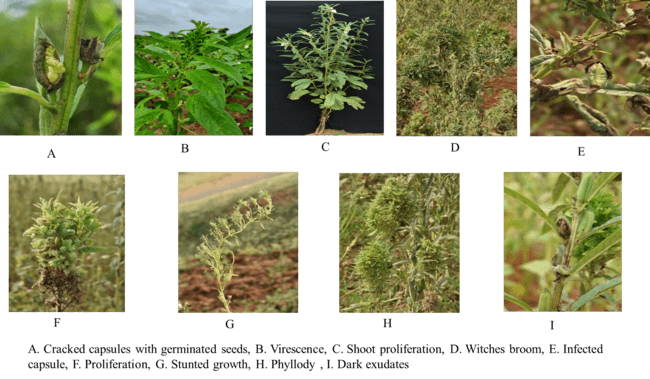 A
B
C
D
E
F
G
H
I
A. Cracked capsules with germinated seeds, B. Virescence, C. Shoot proliferation, D. Witches broom, E. Infected
capsule, F. Proliferation, G. Stunted growth, H. Phyllody , I. Dark exudates